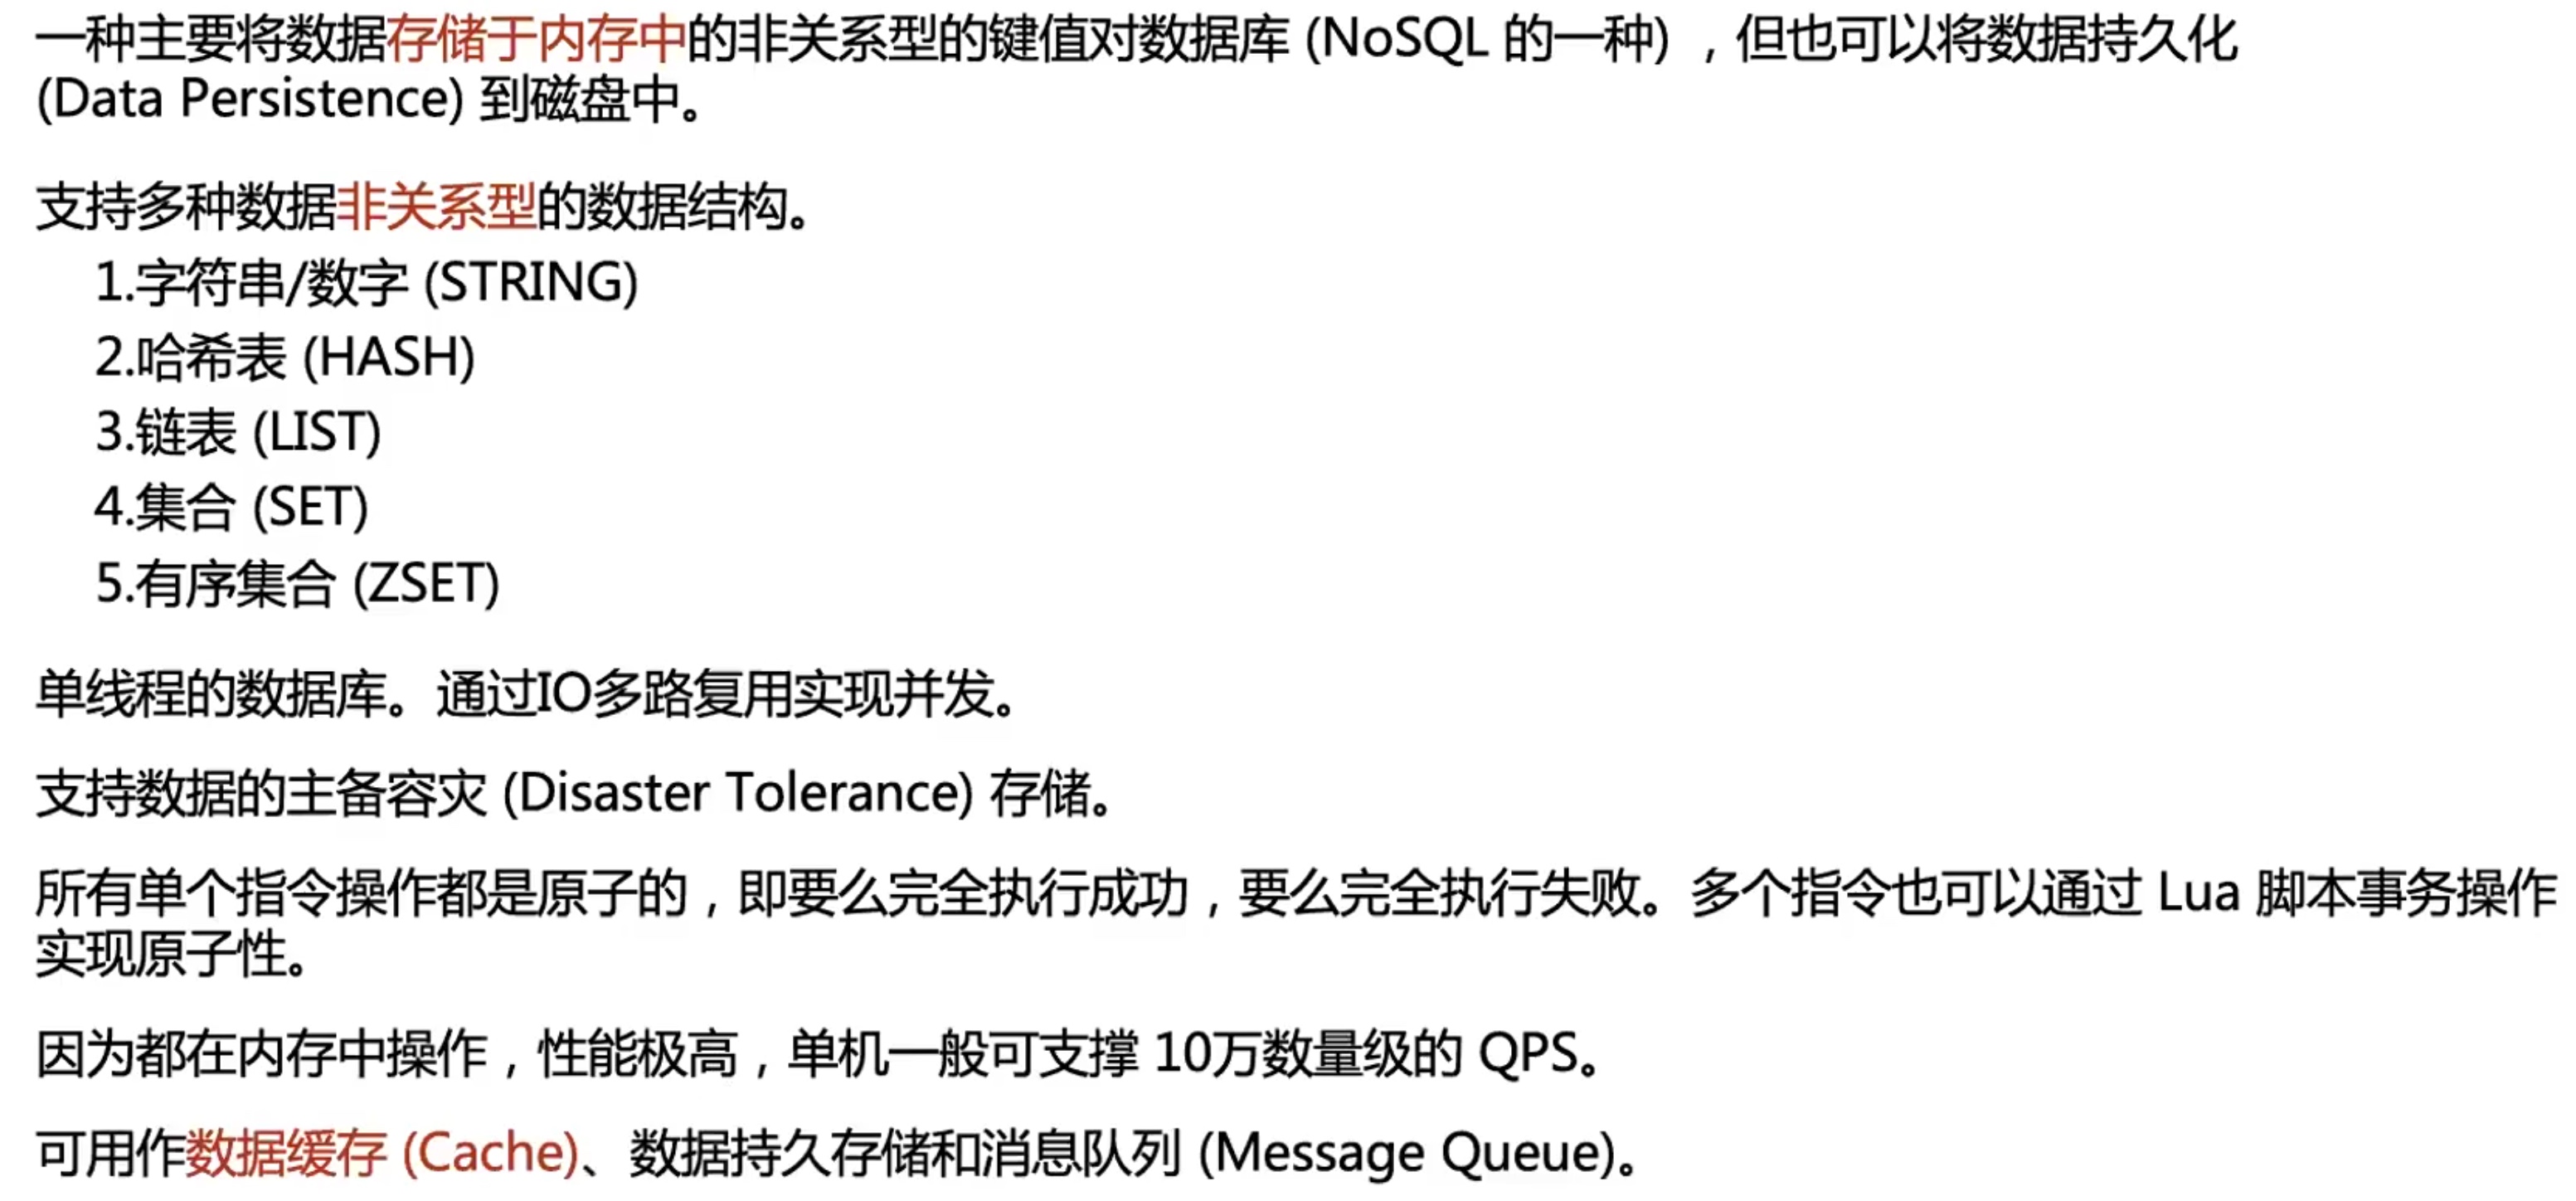 一种主要将数据存储于内存中的非关系型的键值对数据库 (NoSQL 的一种) ，但也可以将数据持久化
(Data Persistence) 到磁盘中。
支持多种数据非关系型的数据结构。
1.字符串/数字 (STRING)
2.哈希表 (HASH)
3.链表 (LIST)
4.集合 (SET)
5.有序集合 (ZSET)
单线程的数据库。通过IO多路复用实现并发。
支持数据的主备容灾 (Disaster Tolerance) 存储。
所有单个指令操作都是原子的，即要么完全执行成功，要么完全执行失败。多个指令也可以通过 Lua 脚本事务操作
实现原子性。
因为都在内存中操作，性能极高，单机一般可支撑 10万数量级的 QPS。
可用作数据缓存 (Cache)、数据持久存储和消息队列 (Message Queue)。